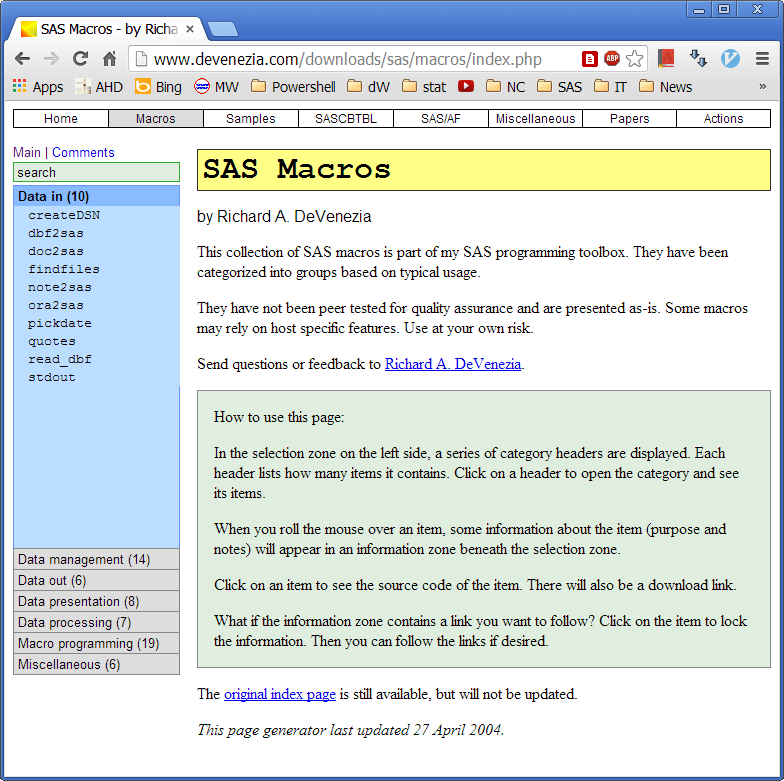 SAS Macros - by Richa
www.devenezia.com/downloads/sas/macros/index.php
ABP
Apps AHD Bing MW Powershell dW stat NC SAS IT News »
Home Macros Samples SASCBTBL SAS/AF Miscellaneous Papers Actions
Main | Comments
search
Data in (10)
createDSN
dbf2sas
doc2sas
findfiles
note2sas
ora2sas
pickdate
quotes
read_dbf
stdout
Data management (14)
Data out (6)
Data presentation (8)
Data processing (7)
Macro programming (19)
Miscellaneous (6)
SAS Macros
by Richard A. DeVenezia
This collection of SAS macros is part of my SAS programming toolbox. They have been
categorized into groups based on typical usage.
They have not been peer tested for quality assurance and are presented as-is. Some macros
may rely on host specific features. Use at your own risk.
Send questions or feedback to Richard A. DeVenezia.
How to use this page:
In the selection zone on the left side, a series of category headers are displayed. Each
header lists how many items it contains. Click on a header to open the category and see
its items.
When you roll the mouse over an item, some information about the item (purpose and
notes) will appear in an information zone beneath the selection zone.
Click on an item to see the source code of the item. There will also be a download link.
What if the information zone contains a link you want to follow? Click on the item to lock
the information. Then you can follow the links if desired.
The original index page is still available, but will not be updated.
This page generator last updated 27 April 2004.